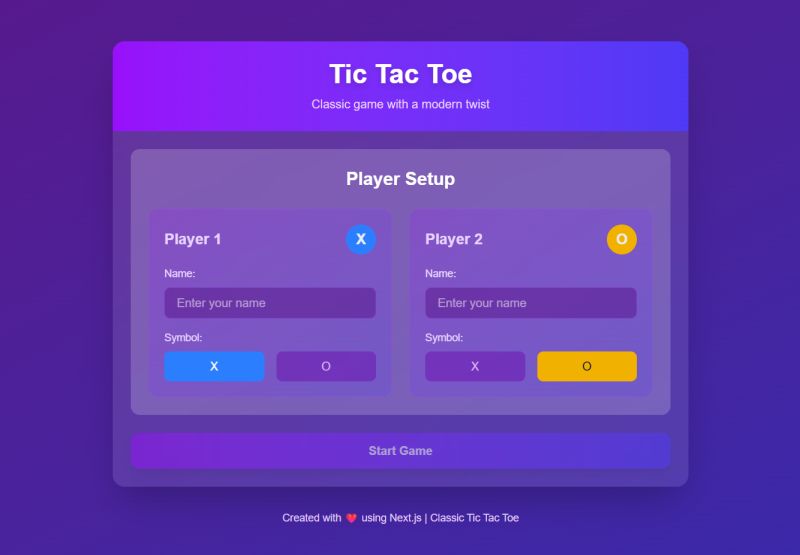 Tic Tac Toe
Classic game with a modern twist
Player Setup
Player 1
X
Name:
Enter your name
Symbol:
X O
Player 2
O
Name:
Enter your name
Symbol:
X O
Start Game
Created with ❤️ using Next.js | Classic Tic Tac Toe